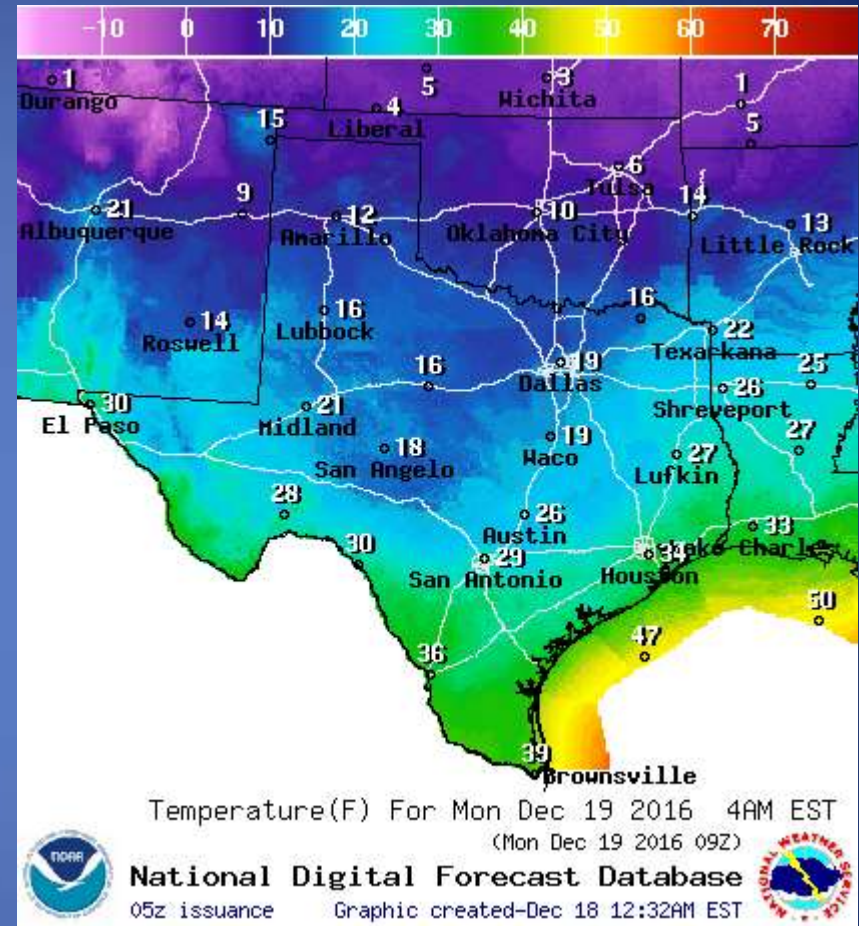 -10 0 10 20 30 40 50 60 70
1 5 3 1
Durango Wichita
4 5
Liberal
15 6
Tulsa
21 9 12 10 14 13
Albuquerque Amarillo Oklahoma City Little Rock
14 16 16 22
Roswell Lubbock Texarkana
16 19 26 25
Dallas Shreveport
30 21
El Paso Midland
18 19 27 27
San Angelo Waco Lufkin
28 26 33
Austin
30 29 34 Lake Charl
San Antonio Houston
36 47 50
39
Brownsville
Temperature(F) For Mon Dec 19 2016 4AM EST
(Mon Dec 19 2016 09Z)
NOAA
National Digital Forecast Database
05z issuance Graphic created-Dec 18 12:32AM EST
NATIONAL WEATHER SERVICE